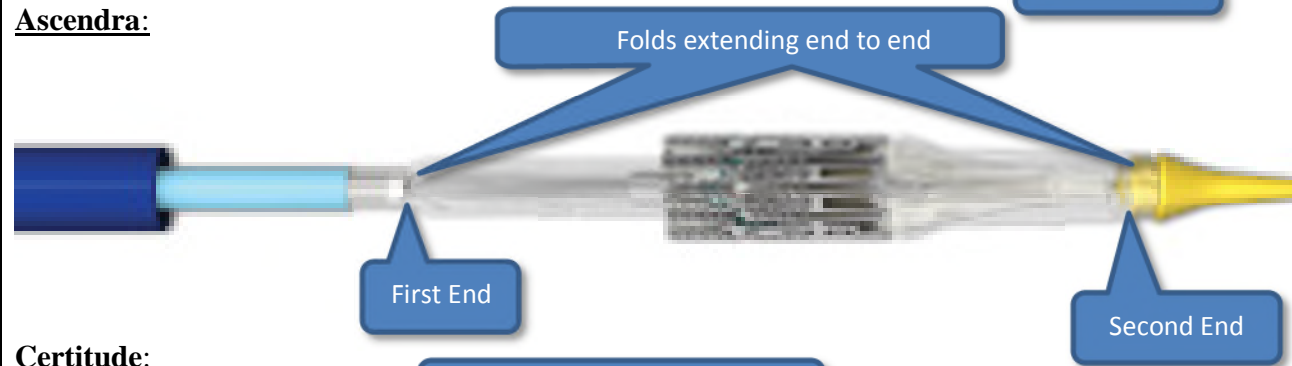 Ascendra:
Folds extending end to end
First End
Second End
Certitude: